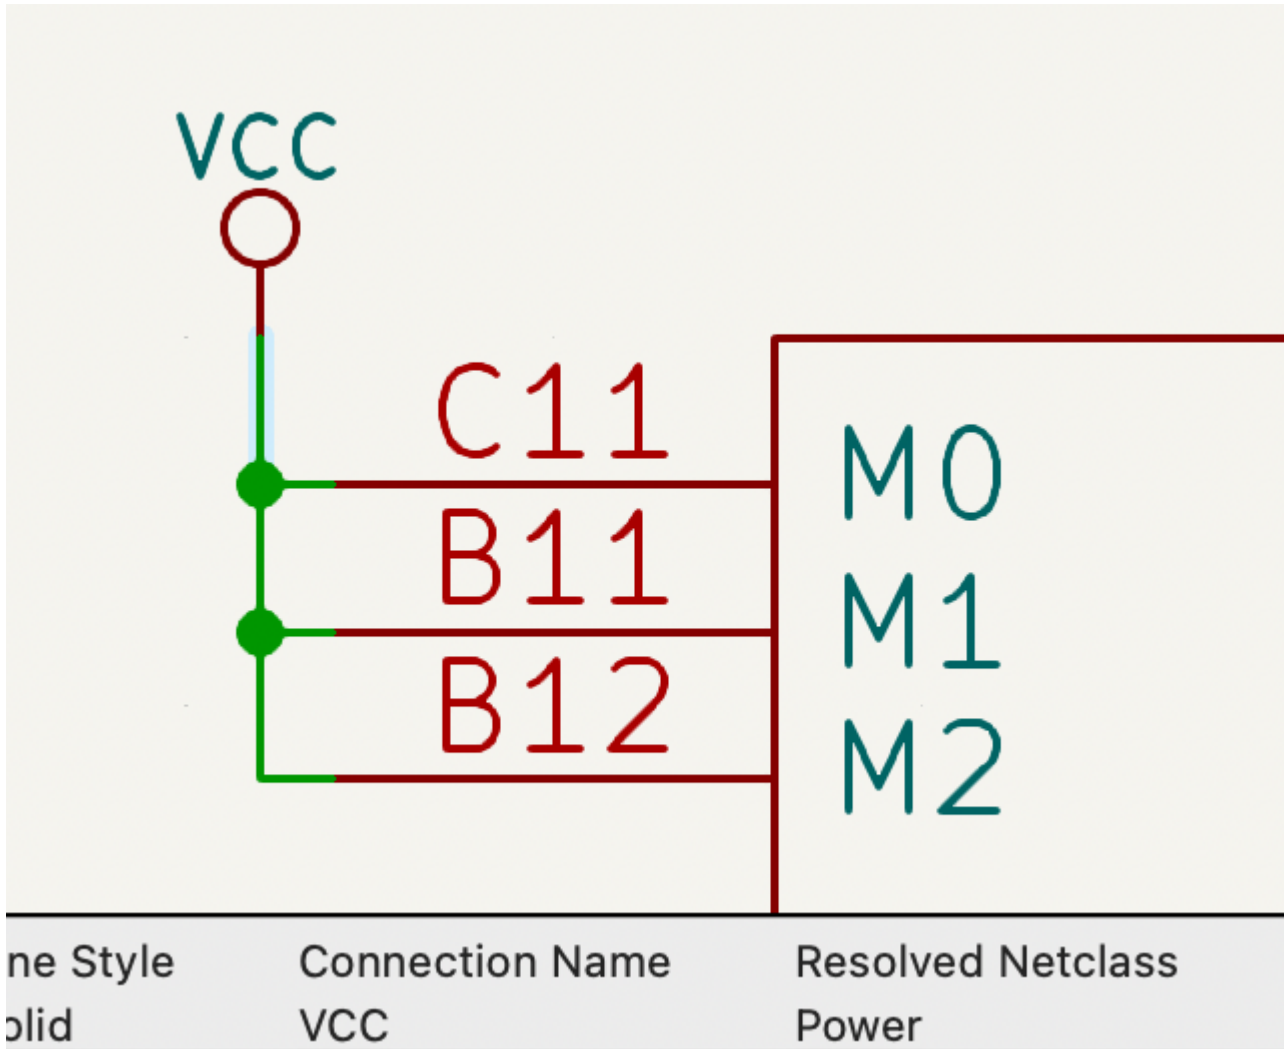 VCC
C11
M0
B11
M1
B12
M2
ne Style Connection Name Resolved Netclass
olid VCC Power